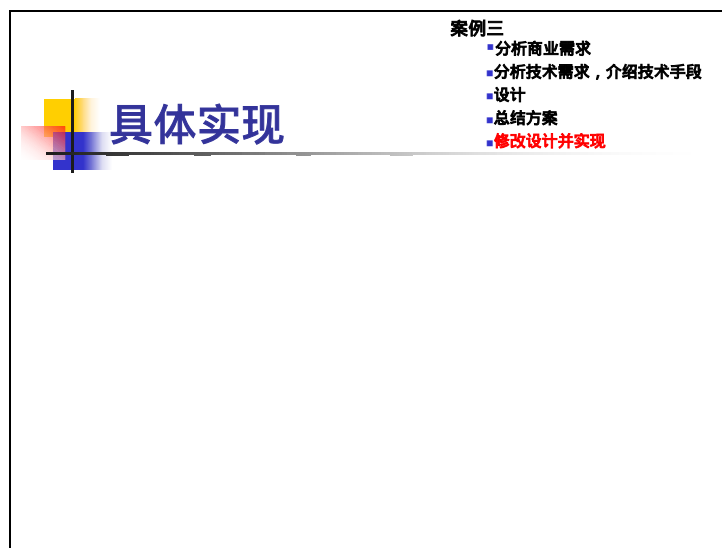 案例三
分析商业需求
分析技术需求，介绍技术手段
设计
总结方案
修改设计并实现
具体实现